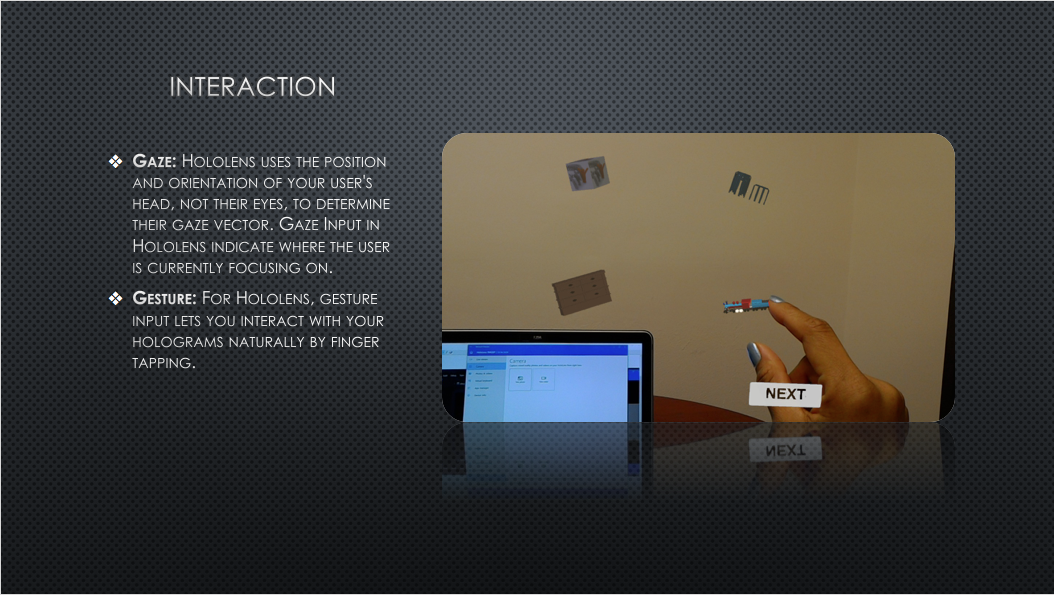 INTERACTION
❖ GAZE: HOLOLENS USES THE POSITION
AND ORIENTATION OF YOUR USER'S
HEAD, NOT THEIR EYES, TO DETERMINE
THEIR GAZE VECTOR. GAZE INPUT IN
HOLOLENS INDICATE WHERE THE USER
IS CURRENTLY FOCUSING ON.
❖ GESTURE: FOR HOLOLENS, GESTURE
INPUT LETS YOU INTERACT WITH YOUR
HOLOGRAMS NATURALLY BY FINGER
TAPPING.
Camera
NEXT